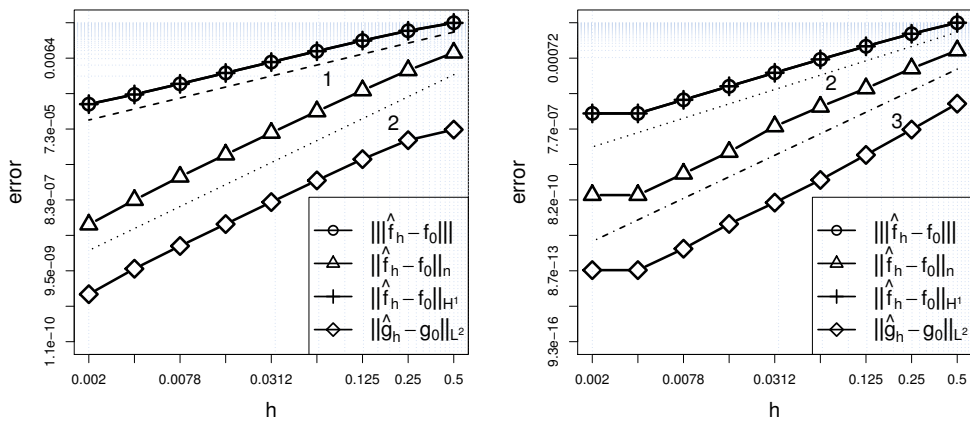 0.0064
7.3e−05
8.3e−07
9.5e−09
1.1e−10
error
1
2
|||f̂h − f0|||
||f̂h − f0||n
||f̂h − f0||H¹
||ĝh − g0||L²
0.002
0.0078
0.0312
0.125
0.25
0.5
h
0.00072
7.7e−07
8.2e−10
8.7e−13
9.3e−16
error
2
3
|||f̂h − f0|||
||f̂h − f0||n
||f̂h − f0||H¹
||ĝh − g0||L²
0.002
0.0078
0.0312
0.125
0.25
0.5
h